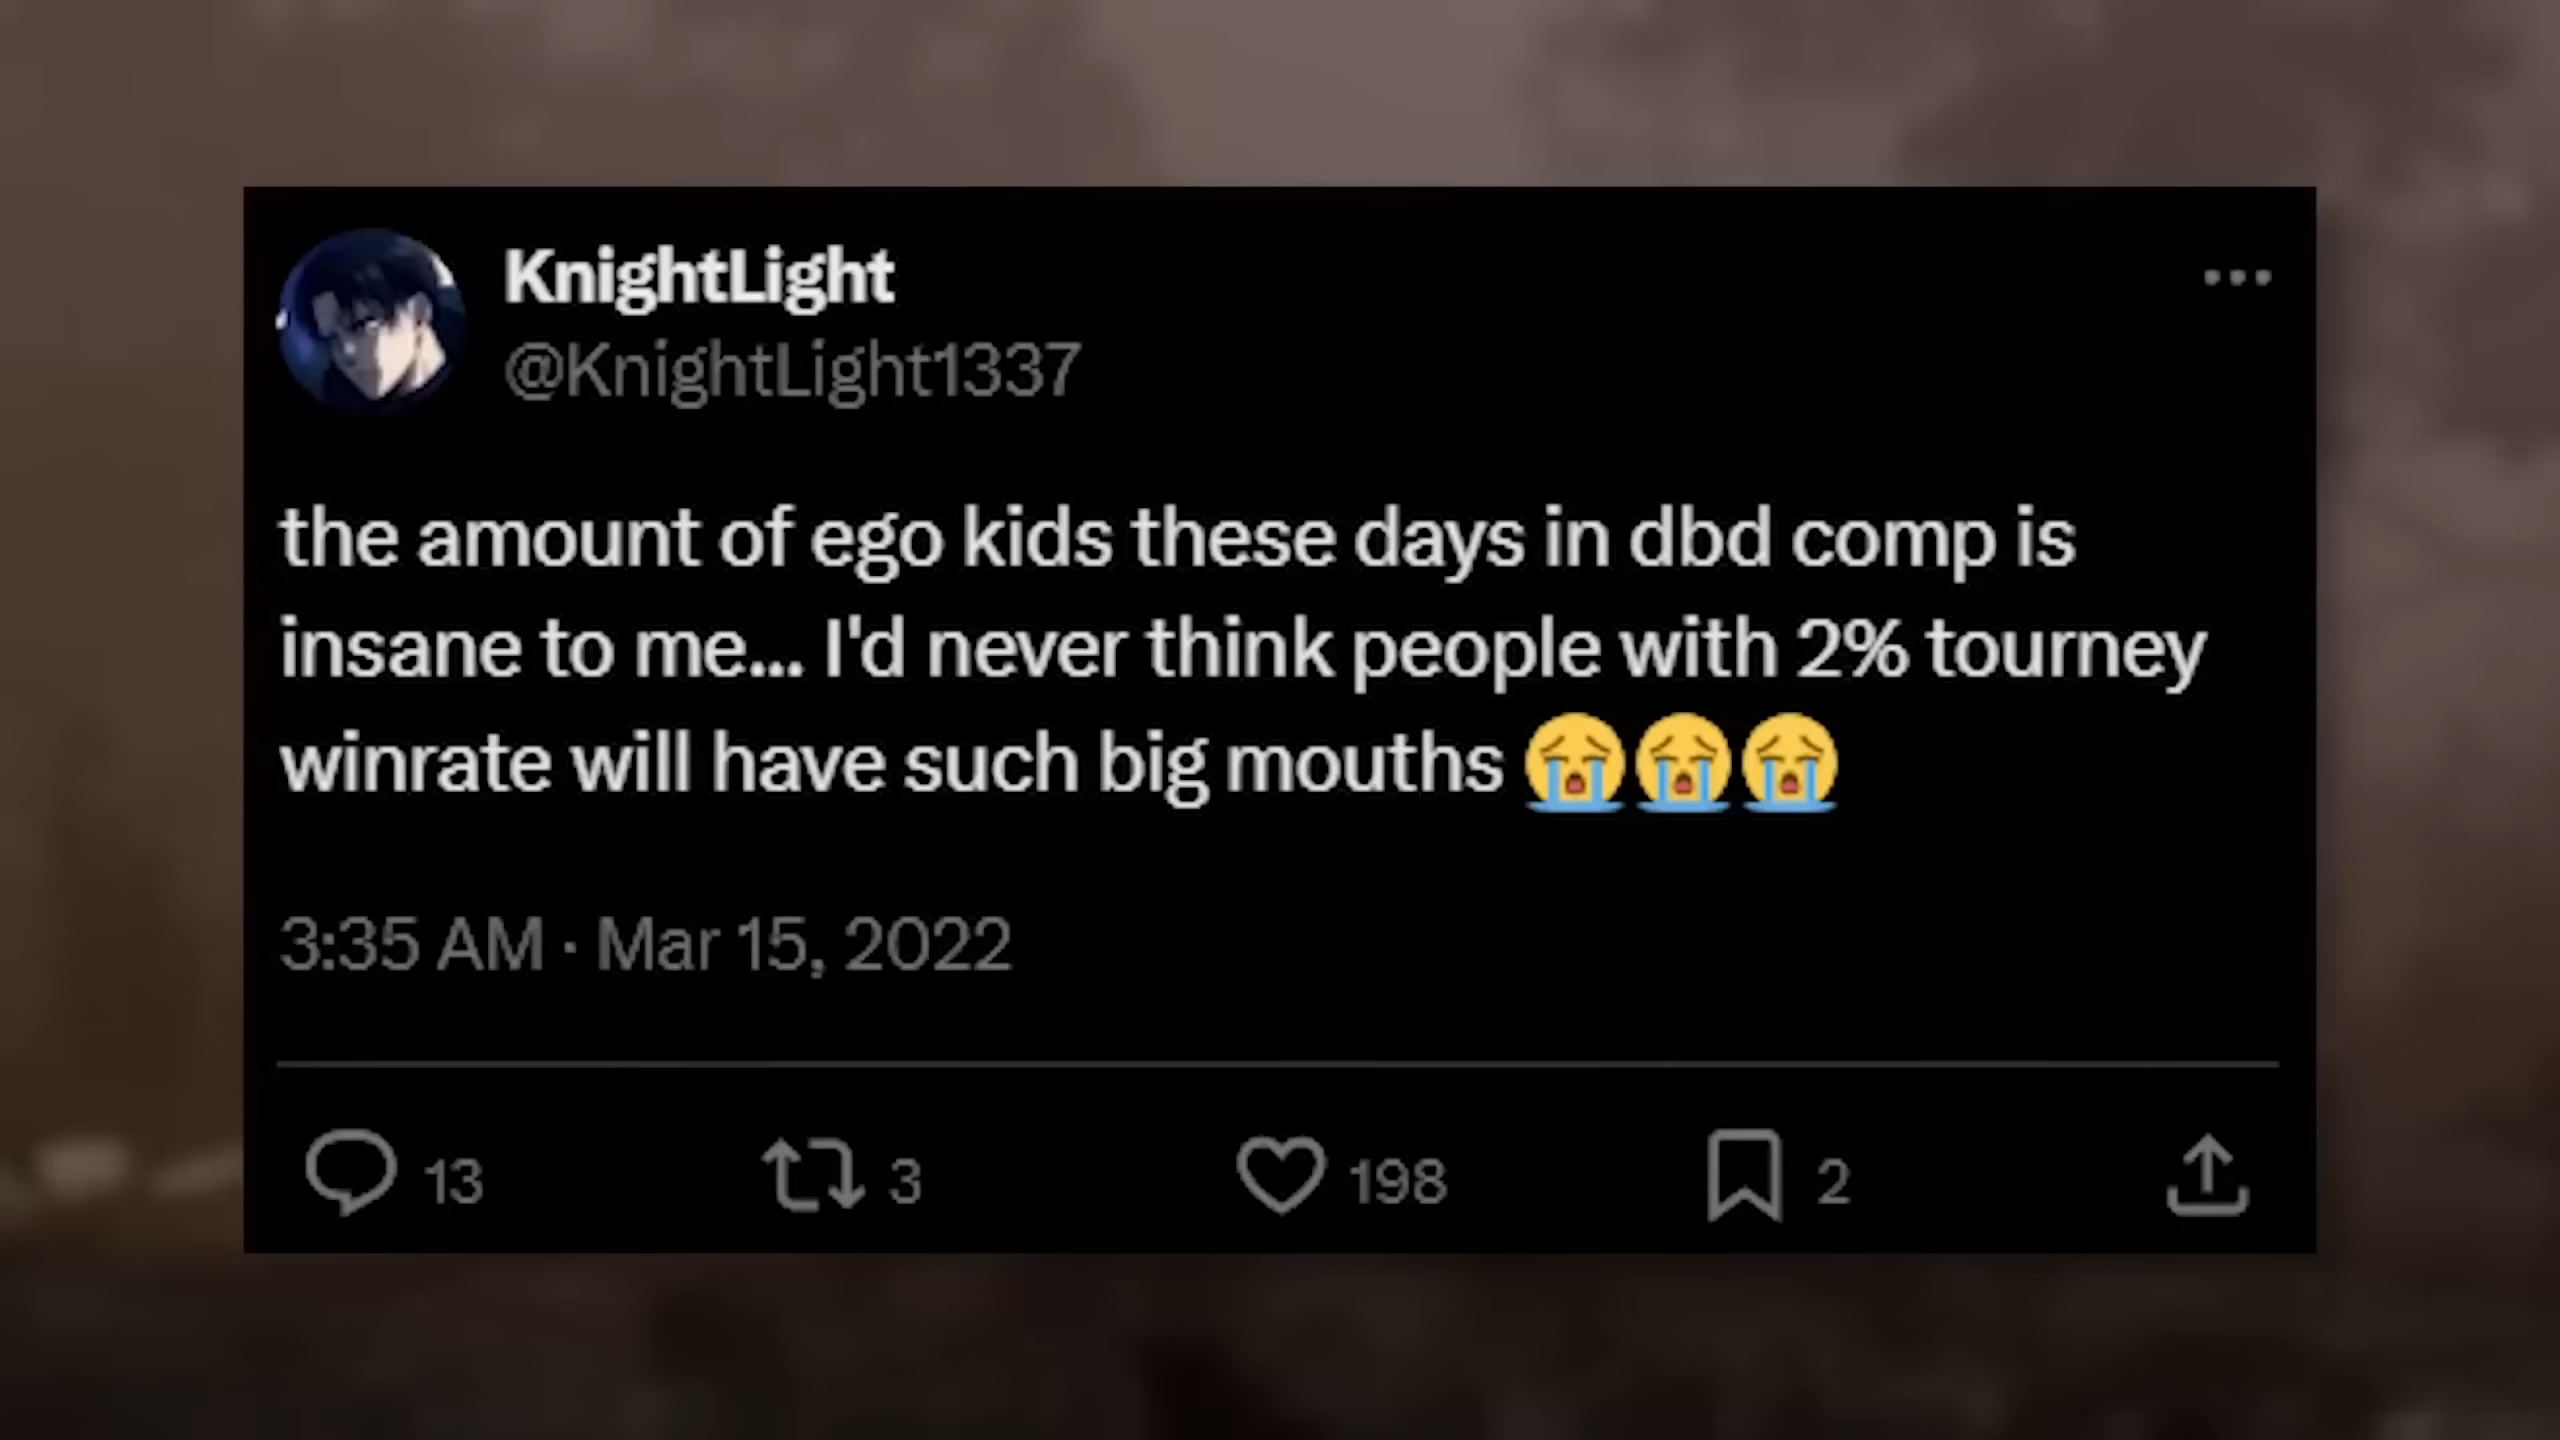 KnightLight
@KnightLight1337
the amount of ego kids these days in dbd comp is
insane to me... I'd never think people with 2% tourney
winrate will have such big mouths 😭😭😭
3:35 AM · Mar 15, 2022
13 3 198 2